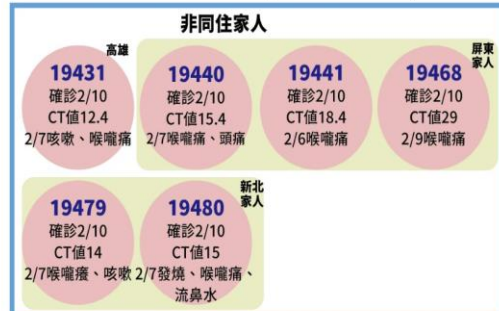 非同住家人
高雄
19431
確診2/10
CT值12.4
2/7咳嗽、喉嚨痛
屏東
家人
19440
確診2/10
CT值15.4
2/7喉嚨痛、頭痛
19441
確診2/10
CT值18.4
2/6喉嚨痛
19468
確診2/10
CT值29
2/9喉嚨痛
新北
家人
19479
確診2/10
CT值14
2/7喉嚨癢、咳嗽
19480
確診2/10
CT值15
2/7發燒、喉嚨痛、
流鼻水